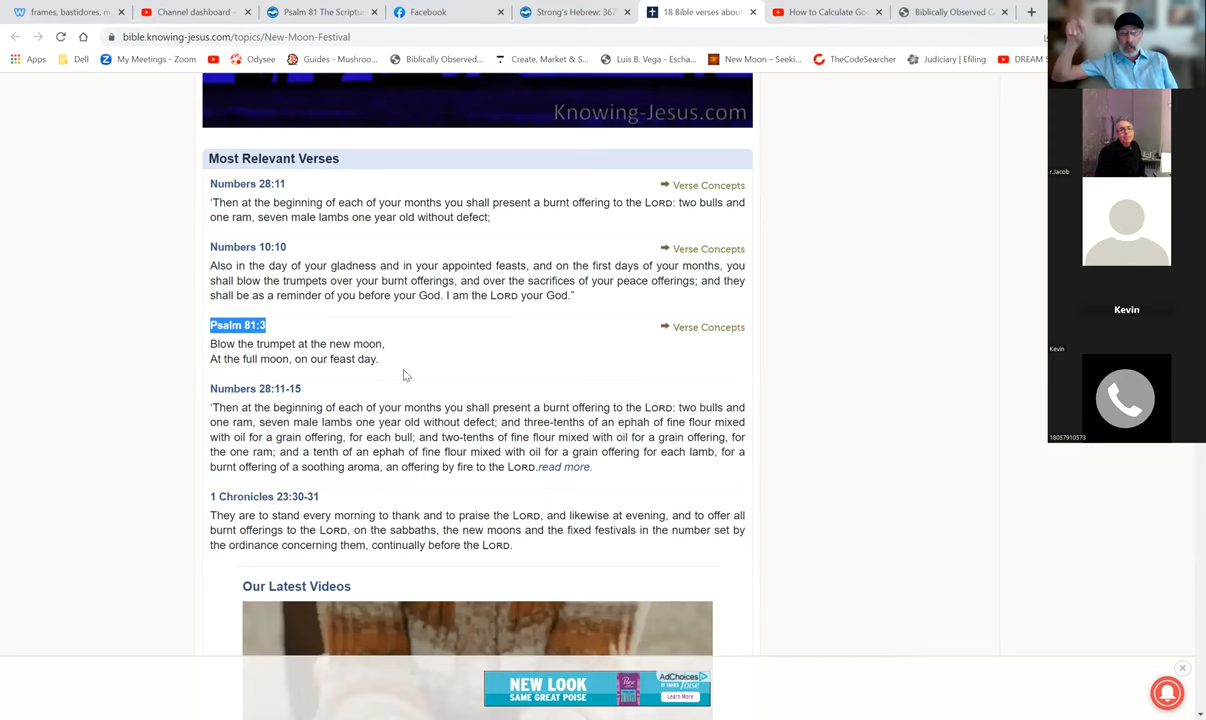 frames, bastidores, m
Channel dashboard -
Psalm 81 The Scriptu
Facebook
Strong's Hebrew: 367
18 Bible verses about
How to Calculate Go
Biblically Observed C
bible.knowing-jesus.com/topics/New-Moon-Festival
Apps
Dell
My Meetings - Zoom
Odysee
Guides - Mushroo...
Biblically Observed...
Create, Market & S...
Luis B. Vega - Escha...
New Moon – Seeki...
TheCodeSearcher
Judiciary | Efiling
DREAM S
Knowing-Jesus.com
Most Relevant Verses
Numbers 28:11
Verse Concepts
'Then at the beginning of each of your months you shall present a burnt offering to the LORD: two bulls and
one ram, seven male lambs one year old without defect;
Numbers 10:10
Verse Concepts
Also in the day of your gladness and in your appointed feasts, and on the first days of your months, you
shall blow the trumpets over your burnt offerings, and over the sacrifices of your peace offerings; and they
shall be as a reminder of you before your God. I am the LORD your God."
Psalm 81:3
Verse Concepts
Blow the trumpet at the new moon,
At the full moon, on our feast day.
Numbers 28:11-15
'Then at the beginning of each of your months you shall present a burnt offering to the LORD: two bulls and
one ram, seven male lambs one year old without defect; and three-tenths of an ephah of fine flour mixed
with oil for a grain offering, for each bull; and two-tenths of fine flour mixed with oil for a grain offering, for
the one ram; and a tenth of an ephah of fine flour mixed with oil for a grain offering for each lamb, for a
burnt offering of a soothing aroma, an offering by fire to the LORD.read more.
1 Chronicles 23:30-31
They are to stand every morning to thank and to praise the LORD, and likewise at evening, and to offer all
burnt offerings to the LORD, on the sabbaths, the new moons and the fixed festivals in the number set by
the ordinance concerning them, continually before the LORD.
Our Latest Videos
NEW LOOK
SAME GREAT POISE
Poise
AdChoices
Learn More
r.Jacob
Kevin
Kevin
18057910573